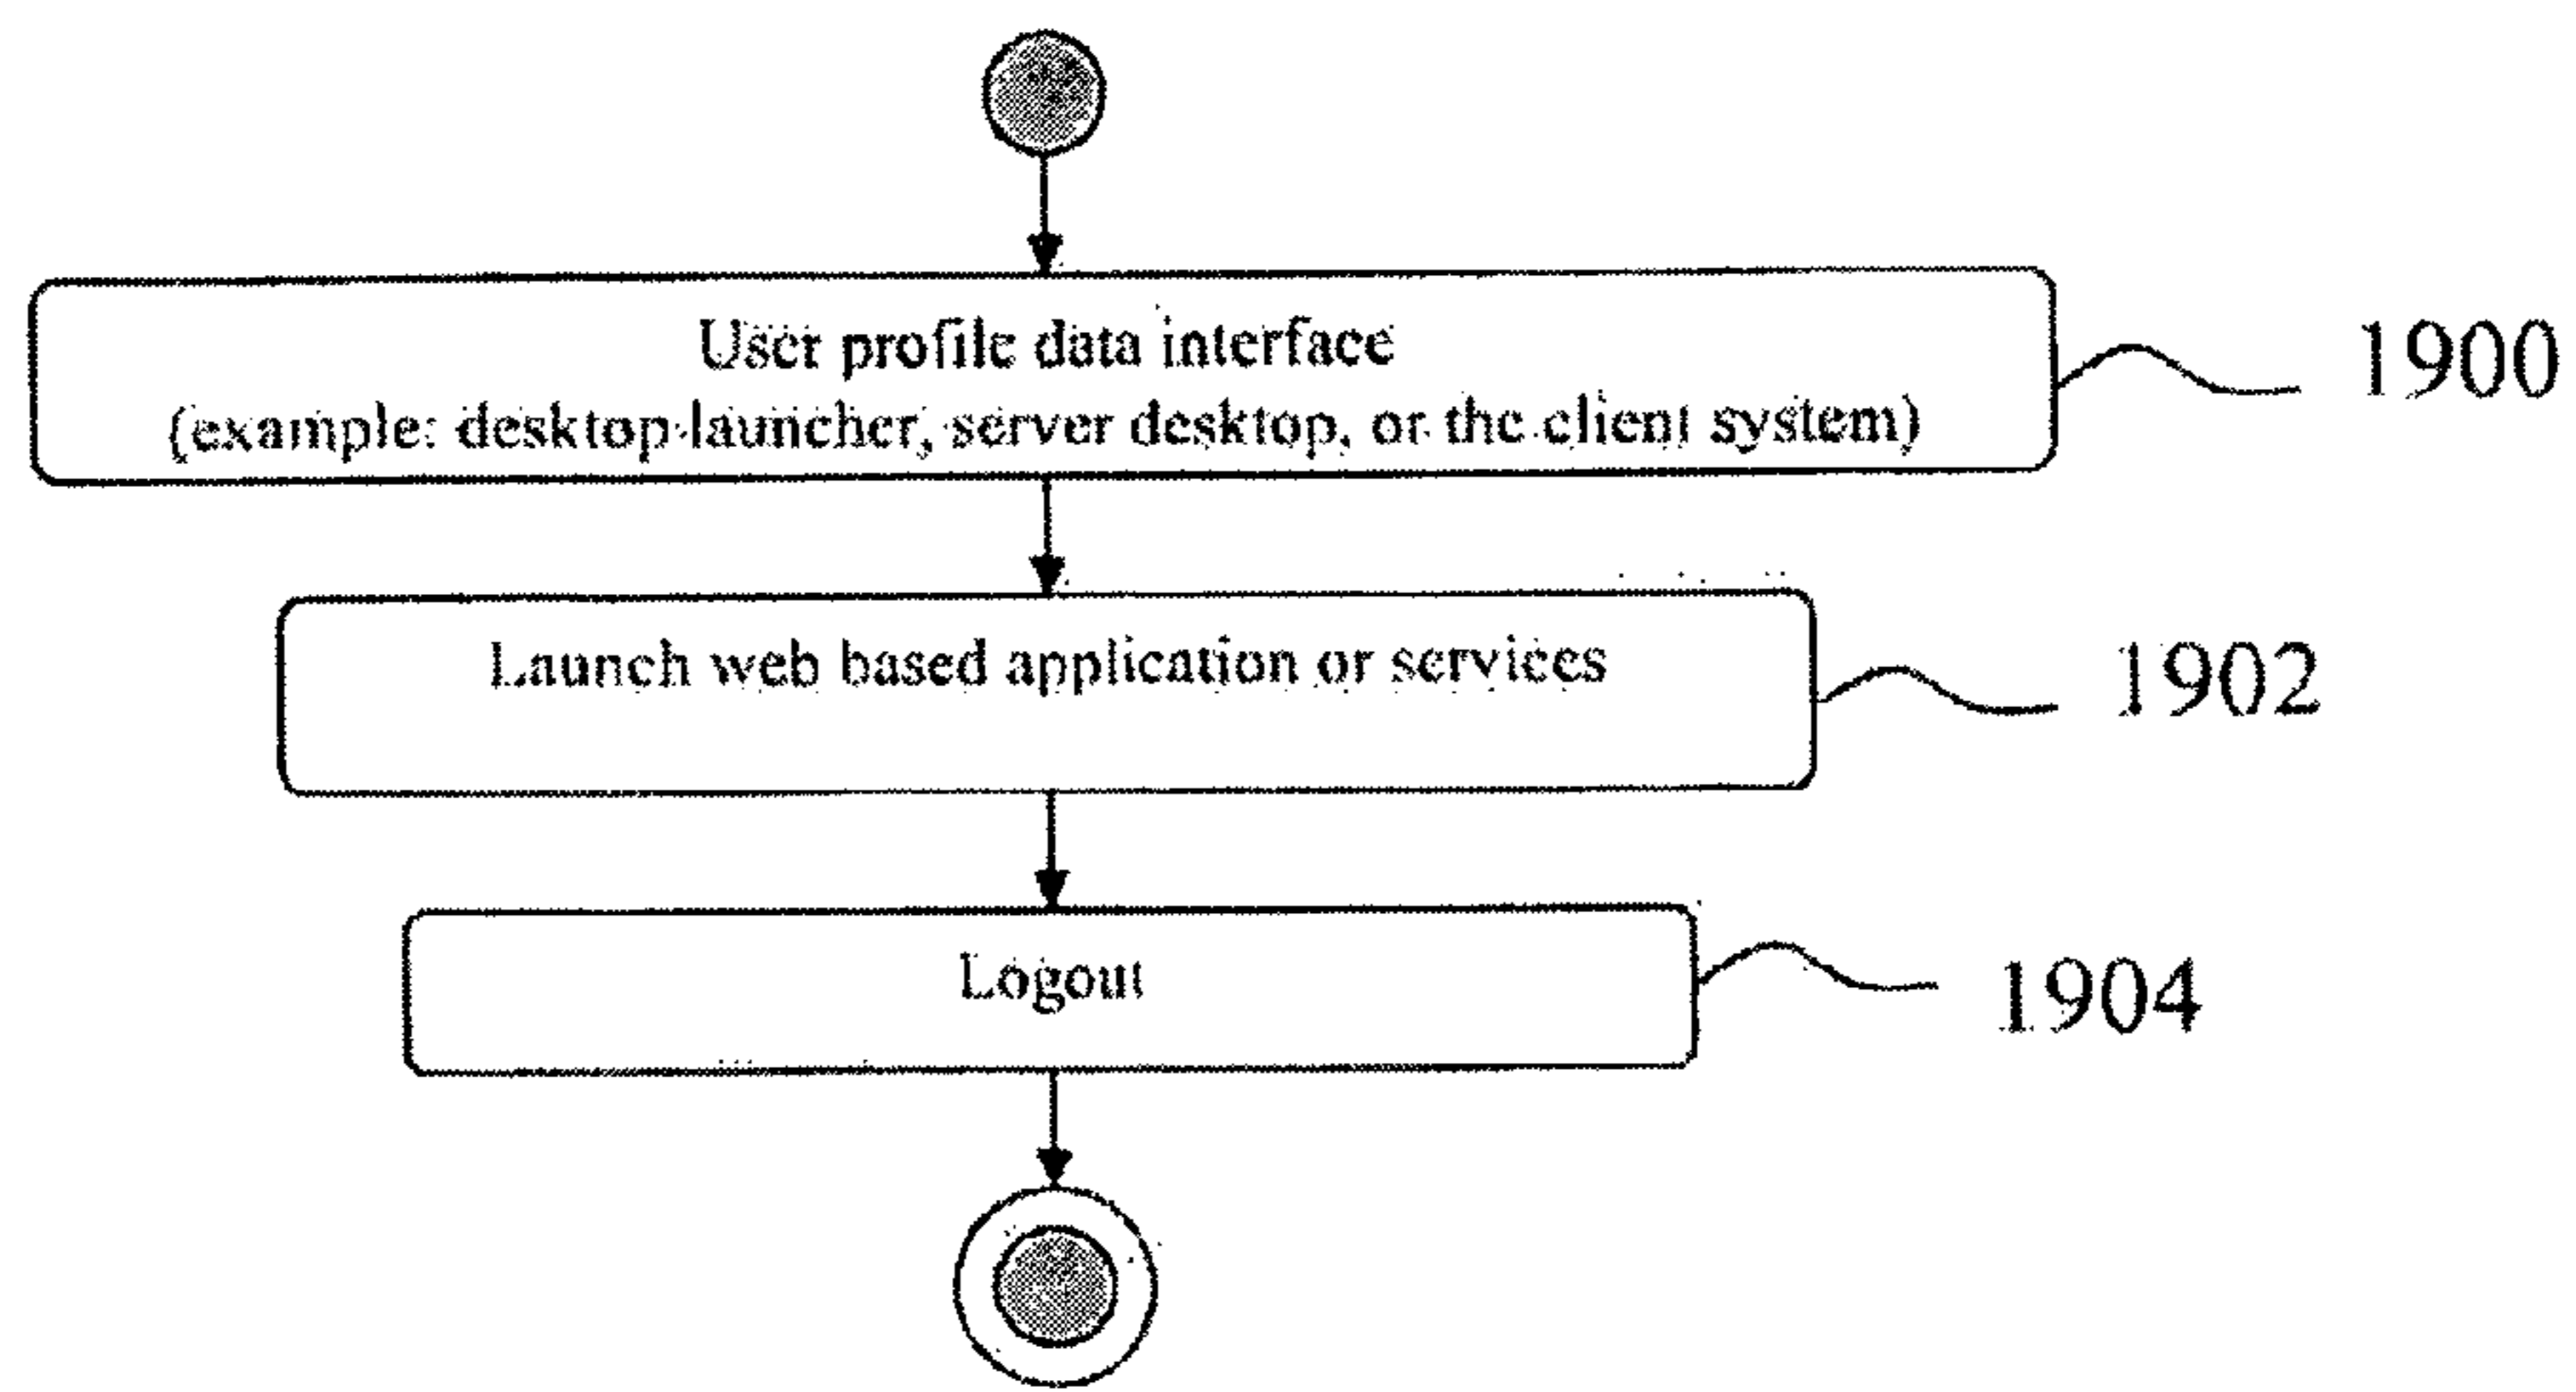 User profile data interface
1900
(example: desktop launcher, server desktop, or the client system)
Launch web based application or services
1902
Logout
1904